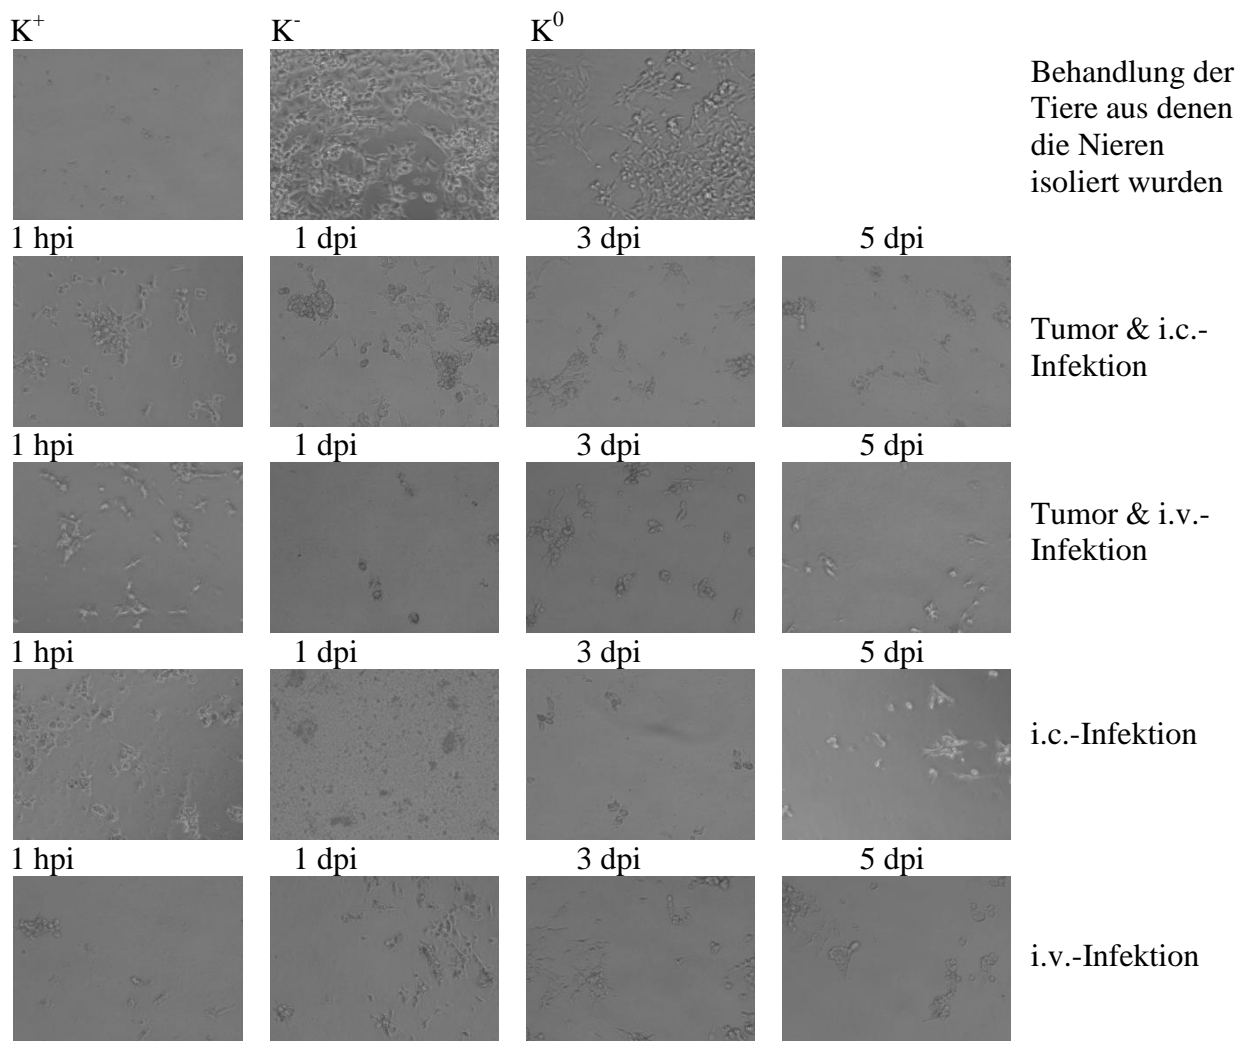 K⁺ K⁻ K⁰
Behandlung der
Tiere aus denen
die Nieren
isoliert wurden
1 hpi 1 dpi 3 dpi 5 dpi
Tumor & i.c.-
Infektion
1 hpi 1 dpi 3 dpi 5 dpi
Tumor & i.v.-
Infektion
1 hpi 1 dpi 3 dpi 5 dpi
i.c.-Infektion
1 hpi 1 dpi 3 dpi 5 dpi
i.v.-Infektion